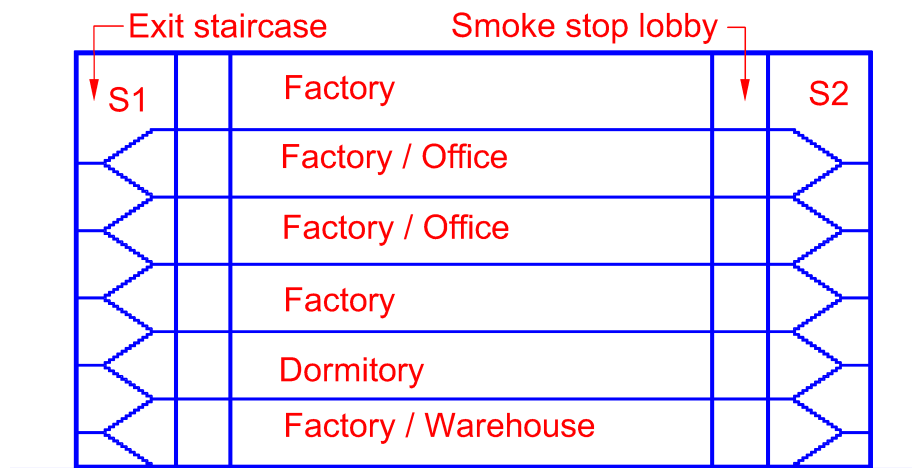 Exit staircase
Smoke stop lobby
S1
Factory
S2
Factory / Office
Factory / Office
Factory
Dormitory
Factory / Warehouse